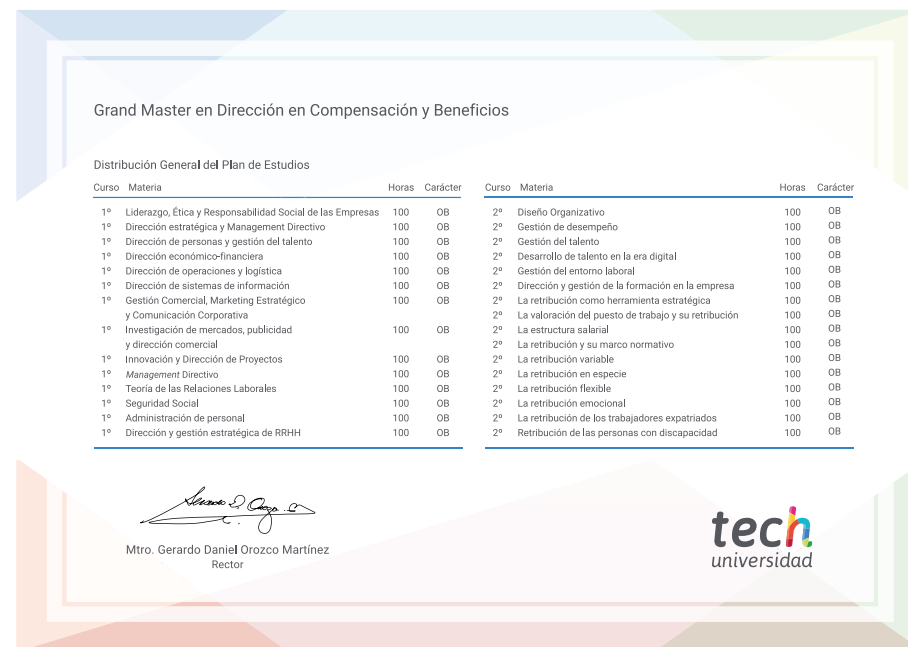 Grand Master en Dirección en Compensación y Beneficios
Distribución General del Plan de Estudios
Curso Materia Horas Carácter
1º Liderazgo, Ética y Responsabilidad Social de las Empresas 100 OB
1º Dirección estratégica y Management Directivo 100 OB
1º Dirección de personas y gestión del talento 100 OB
1º Dirección económico-financiera 100 OB
1º Dirección de operaciones y logística 100 OB
1º Dirección de sistemas de información 100 OB
1º Gestión Comercial, Marketing Estratégico 100 OB
y Comunicación Corporativa
1º Investigación de mercados, publicidad 100 OB
y dirección comercial
1º Innovación y Dirección de Proyectos 100 OB
1º Management Directivo 100 OB
1º Teoría de las Relaciones Laborales 100 OB
1º Seguridad Social 100 OB
1º Administración de personal 100 OB
1º Dirección y gestión estratégica de RRHH 100 OB
Curso Materia Horas Carácter
2º Diseño Organizativo 100 OB
2º Gestión de desempeño 100 OB
2º Gestión del talento 100 OB
2º Desarrollo de talento en la era digital 100 OB
2º Gestión del entorno laboral 100 OB
2º Dirección y gestión de la formación en la empresa 100 OB
2º La retribución como herramienta estratégica 100 OB
2º La valoración del puesto de trabajo y su retribución 100 OB
2º La estructura salarial 100 OB
2º La retribución y su marco normativo 100 OB
2º La retribución variable 100 OB
2º La retribución en especie 100 OB
2º La retribución flexible 100 OB
2º La retribución emocional 100 OB
2º La retribución de los trabajadores expatriados 100 OB
2º Retribución de las personas con discapacidad 100 OB
Mtro. Gerardo Daniel Orozco Martínez
Rector
tech
universidad